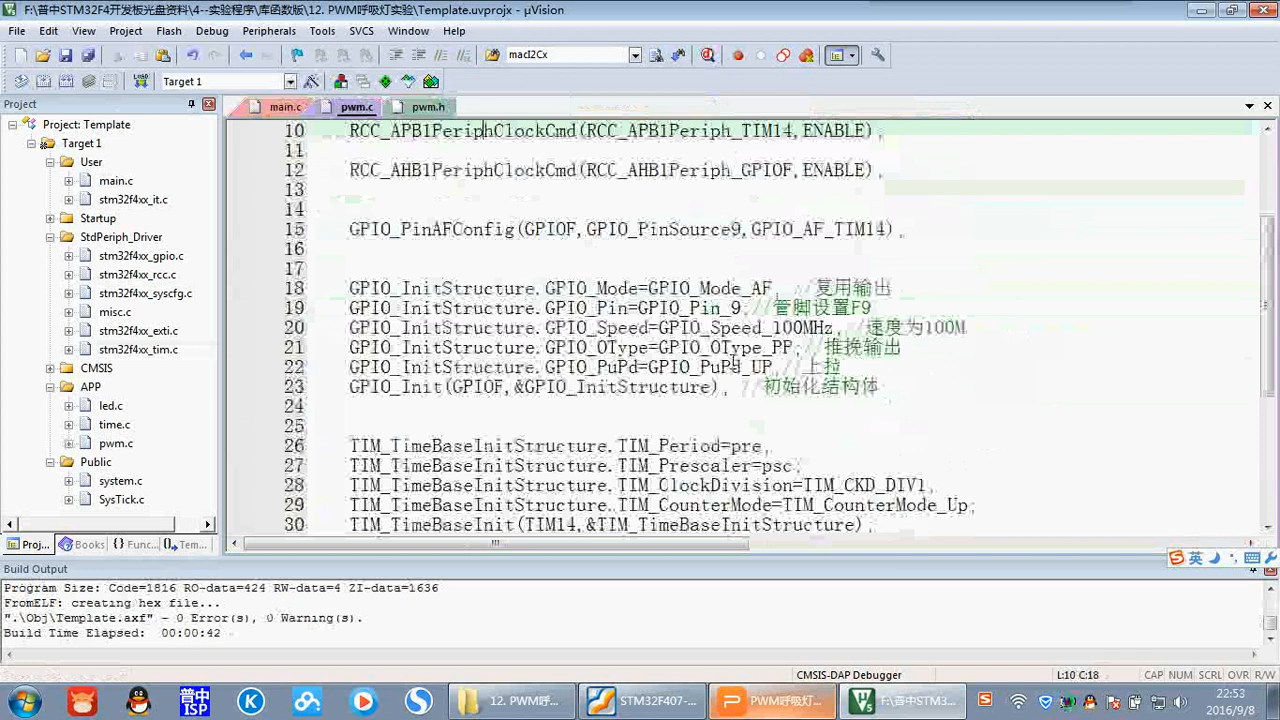 F:\普中STM32F4开发板光盘资料\4--实验程序\库函数版\12. PWM呼吸灯实验\Template.uvprojx - µVision
File Edit View Project Flash Debug Peripherals Tools SVCS Window Help
macI2Cx
LOAD Target 1
Project
main.c pwm.c pwm.h
Project: Template
Target 1
User
main.c
stm32f4xx_it.c
Startup
StdPeriph_Driver
stm32f4xx_gpio.c
stm32f4xx_rcc.c
stm32f4xx_syscfg.c
misc.c
stm32f4xx_exti.c
stm32f4xx_tim.c
CMSIS
APP
led.c
time.c
pwm.c
Public
system.c
SysTick.c
Proj... Books {} Func... Tem...
10 RCC_APB1PeriphClockCmd(RCC_APB1Periph_TIM14,ENABLE);
11
12 RCC_AHB1PeriphClockCmd(RCC_AHB1Periph_GPIOF,ENABLE);
13
14
15 GPIO_PinAFConfig(GPIOF,GPIO_PinSource9,GPIO_AF_TIM14);
16
17
18 GPIO_InitStructure.GPIO_Mode=GPIO_Mode_AF; //复用输出
19 GPIO_InitStructure.GPIO_Pin=GPIO_Pin_9;//管脚设置F9
20 GPIO_InitStructure.GPIO_Speed=GPIO_Speed_100MHz; //速度为100M
21 GPIO_InitStructure.GPIO_OType=GPIO_OType_PP; //推挽输出
22 GPIO_InitStructure.GPIO_PuPd=GPIO_PuPd_UP;//上拉
23 GPIO_Init(GPIOF,&GPIO_InitStructure); //初始化结构体
24
25
26 TIM_TimeBaseInitStructure.TIM_Period=pre;
27 TIM_TimeBaseInitStructure.TIM_Prescaler=psc;
28 TIM_TimeBaseInitStructure.TIM_ClockDivision=TIM_CKD_DIV1;
29 TIM_TimeBaseInitStructure.TIM_CounterMode=TIM_CounterMode_Up;
30 TIM_TimeBaseInit(TIM14,&TIM_TimeBaseInitStructure);
英
Build Output
Program Size: Code=1816 RO-data=424 RW-data=4 ZI-data=1636
FromELF: creating hex file...
".\Obj\Template.axf" - 0 Error(s), 0 Warning(s).
Build Time Elapsed: 00:00:42
CMSIS-DAP Debugger L:10 C:18 CAP NUM SCRL OVR R/W
普中 ISP 12. PWM呼... STM32F407-... PWM呼吸灯... F:\普中STM3...
22:53
2016/9/8